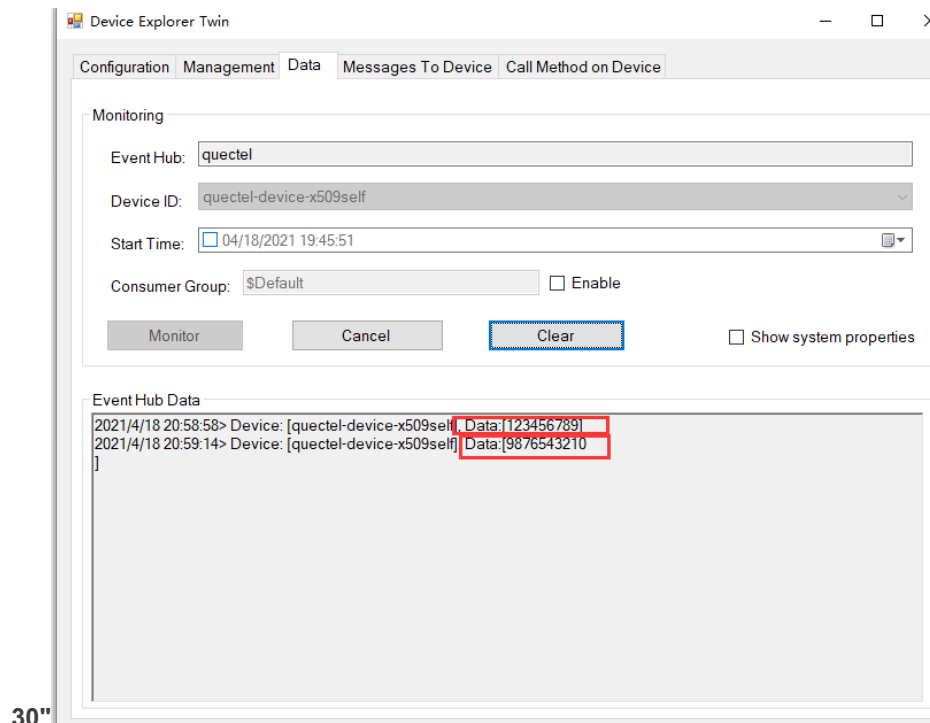 Device Explorer Twin
Configuration Management Data Messages To Device Call Method on Device
Monitoring
Event Hub: quectel
Device ID: quectel-device-x509self
Start Time: 04/18/2021 19:45:51
Consumer Group: $Default Enable
Monitor Cancel Clear Show system properties
Event Hub Data
2021/4/18 20:58:58> Device: [quectel-device-x509self], Data:[123456789]
2021/4/18 20:59:14> Device: [quectel-device-x509self], Data:[9876543210
]
30"